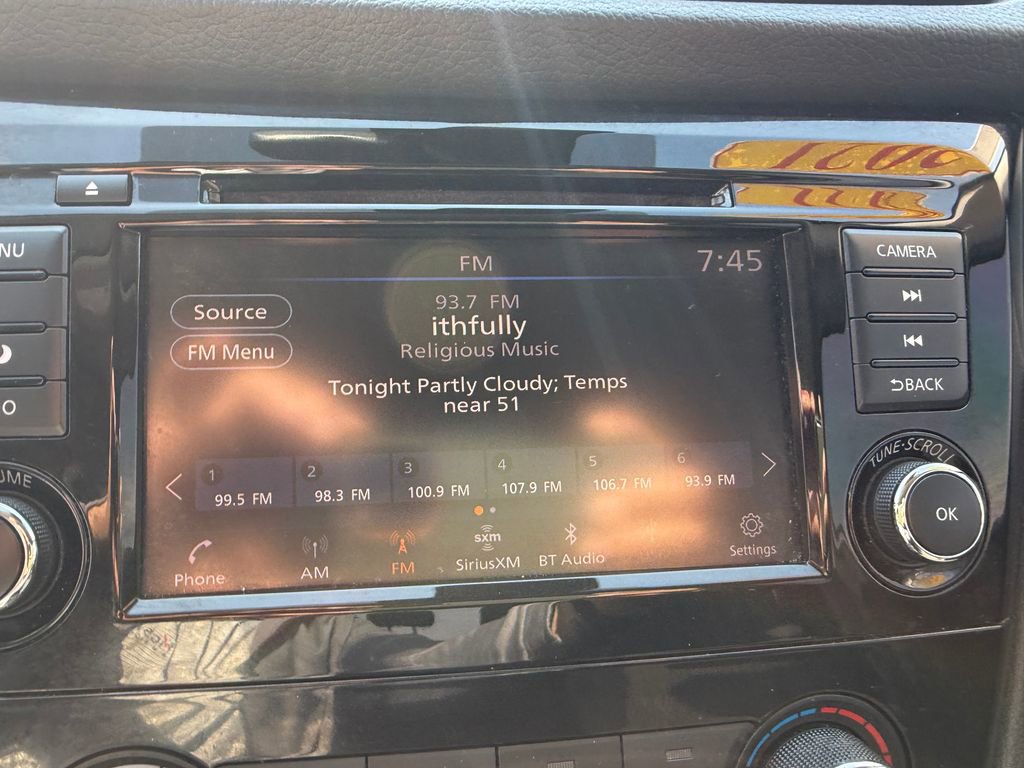 NU
O
UME
FM
7:45
Source
FM Menu
93.7 FM
ithfully
Religious Music
Tonight Partly Cloudy; Temps
near 51
1
99.5 FM
2
98.3 FM
3
100.9 FM
4
107.9 FM
5
106.7 FM
6
93.9 FM
Phone
AM
FM
sxm
SiriusXM
BT Audio
Settings
CAMERA
BACK
TUNE·SCROLL
OK